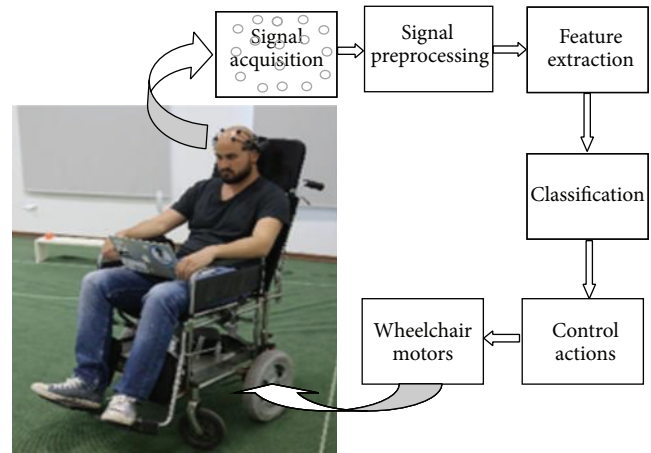 Signal
acquisition
Signal
preprocessing
Feature
extraction
Classification
Control
actions
Wheelchair
motors